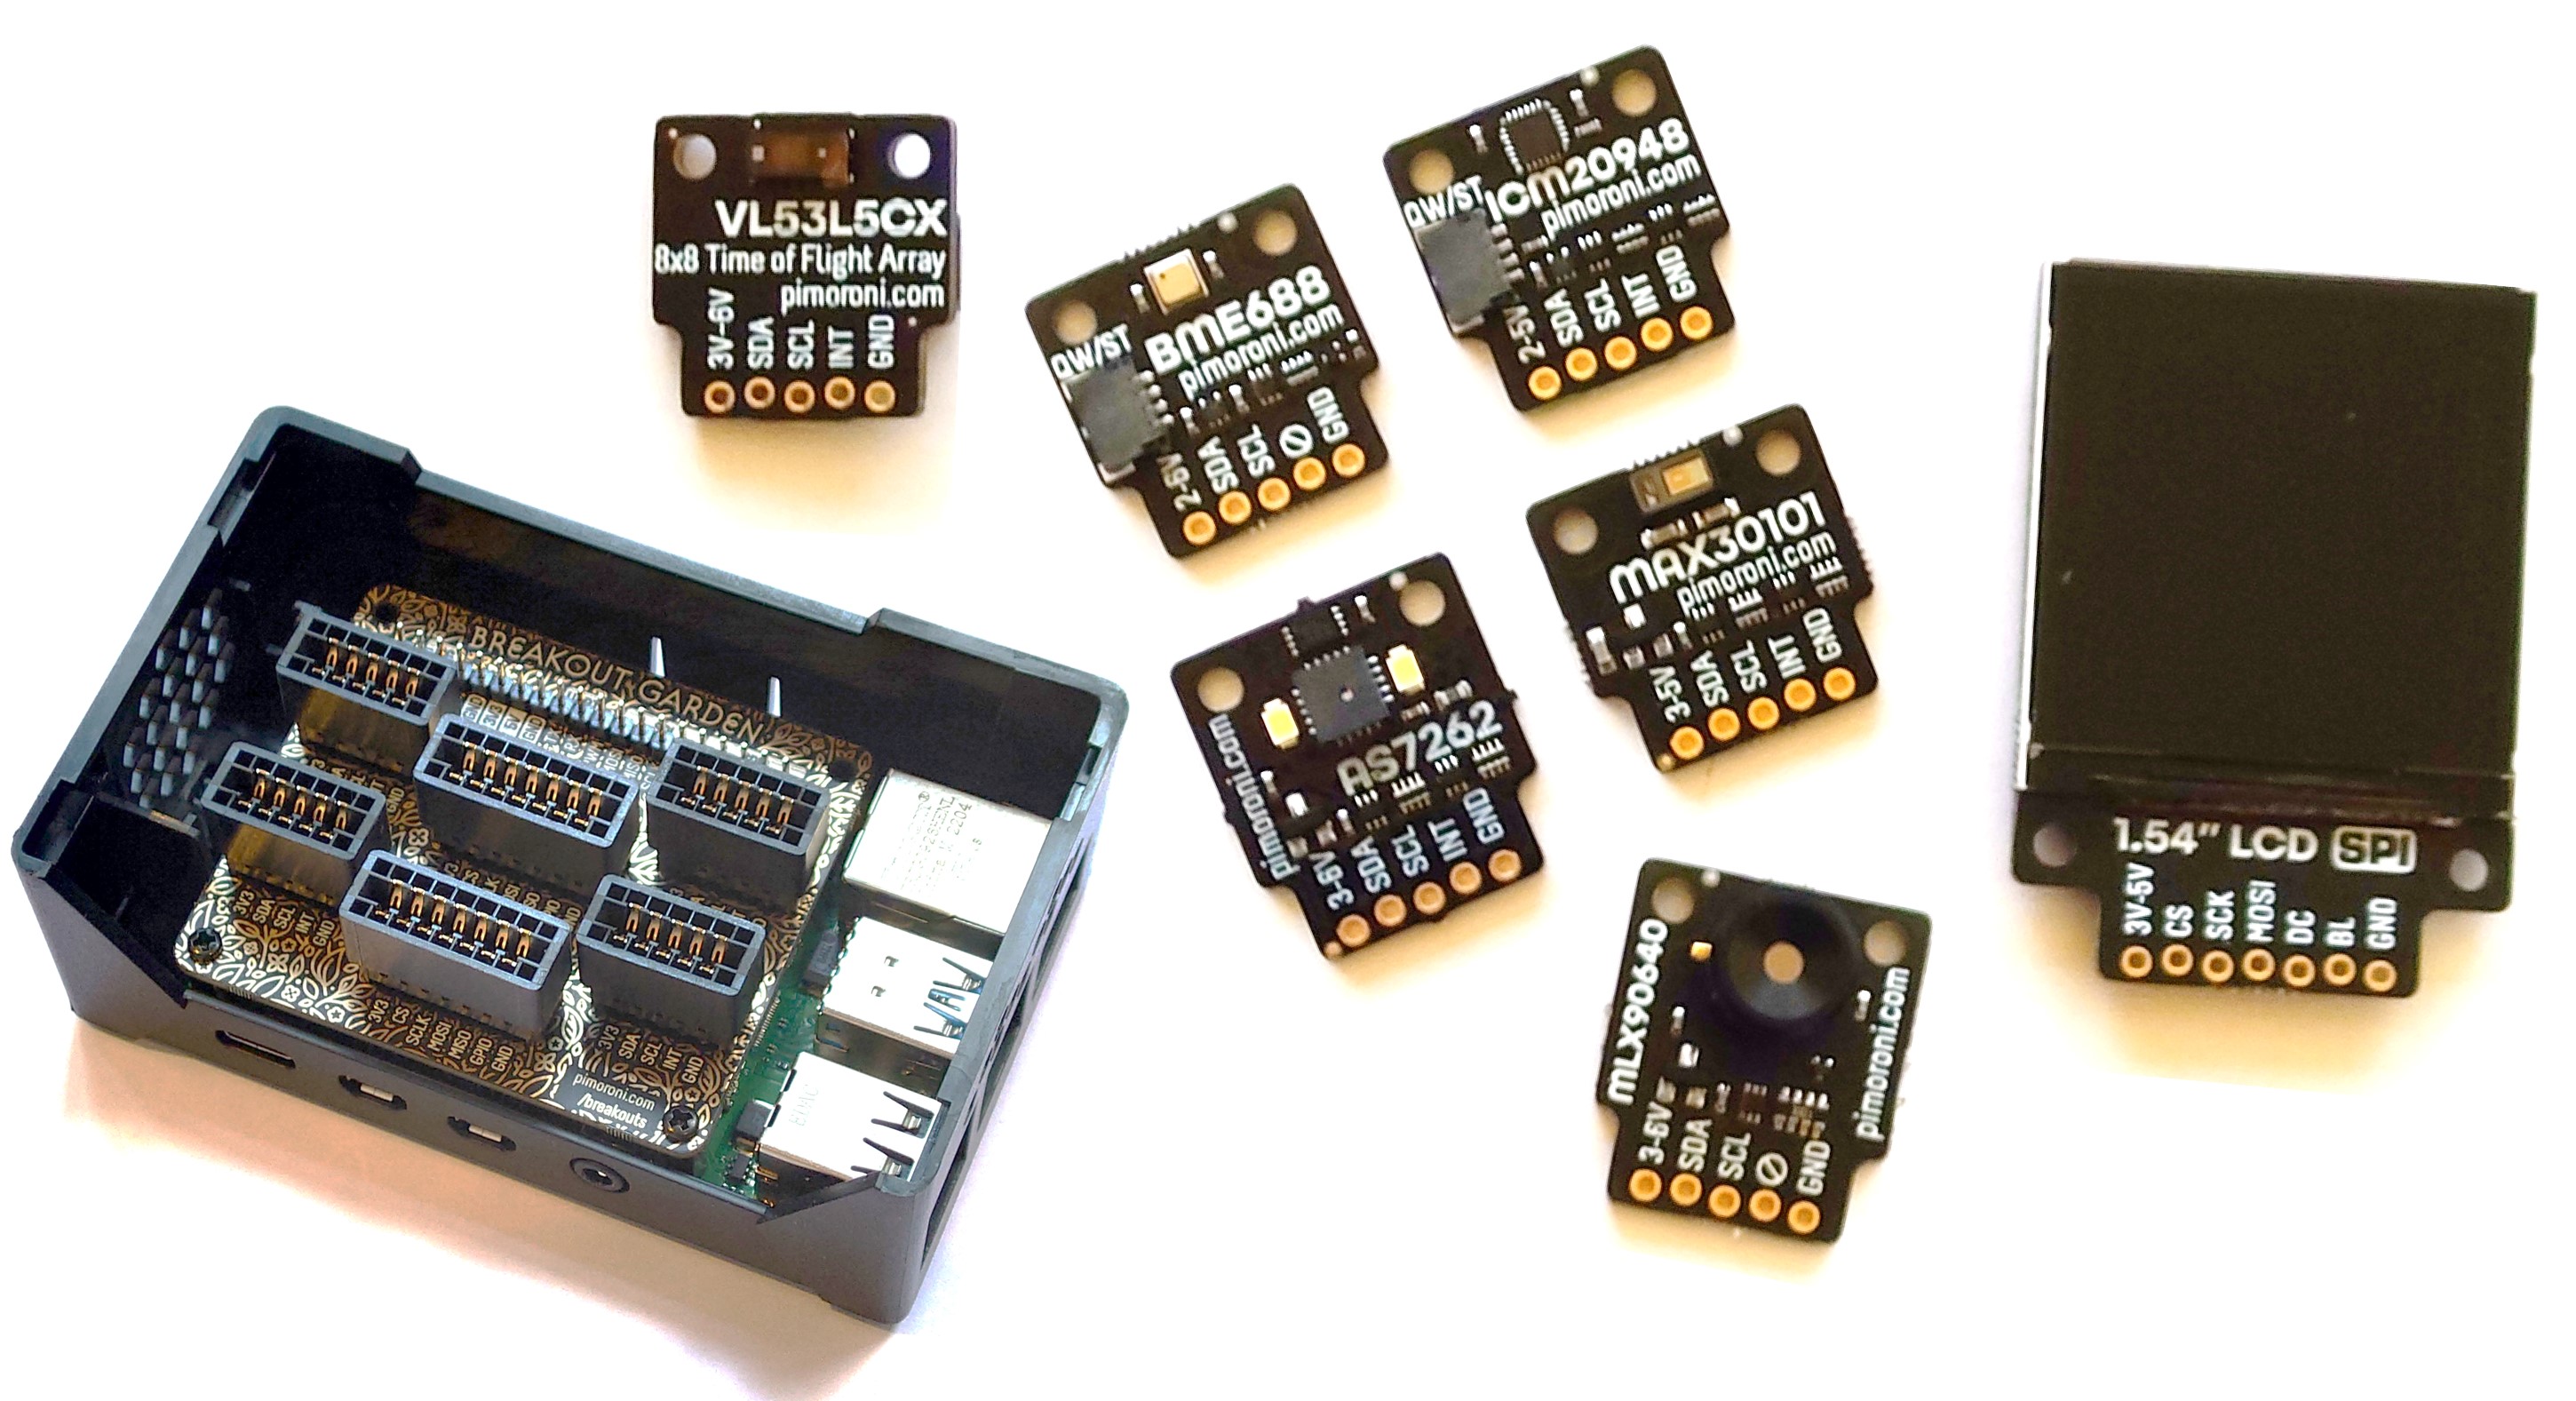 VL53L5CX
8x8 Time of Flight Array
pimoroni.com
3V-6V
SDA
SCL
INT
GND
QW/ST
BME688
pimoroni.com
2-5V
SDA
SCL
GND
QW/ST
ICM20948
pimoroni.com
2-5V
SDA
SCL
INT
GND
MAX30101
pimoroni.com
3-5V
SDA
SCL
INT
GND
AS7262
pimoroni.com
3-6V
SDA
SCL
INT
GND
MLX90640
pimoroni.com
3-6V
SDA
SCL
GND
1.54" LCD SPI
3V-5V
CS
SCK
MOSI
DC
BL
GND
BREAKOUT GARDEN
3V3
SDA
SCL
INT
GND
3V3
CS
SCLK
MOSI
MISO
GPIO
GND
3V3
SDA
SCL
INT
GND
pimoroni.com
/breakouts